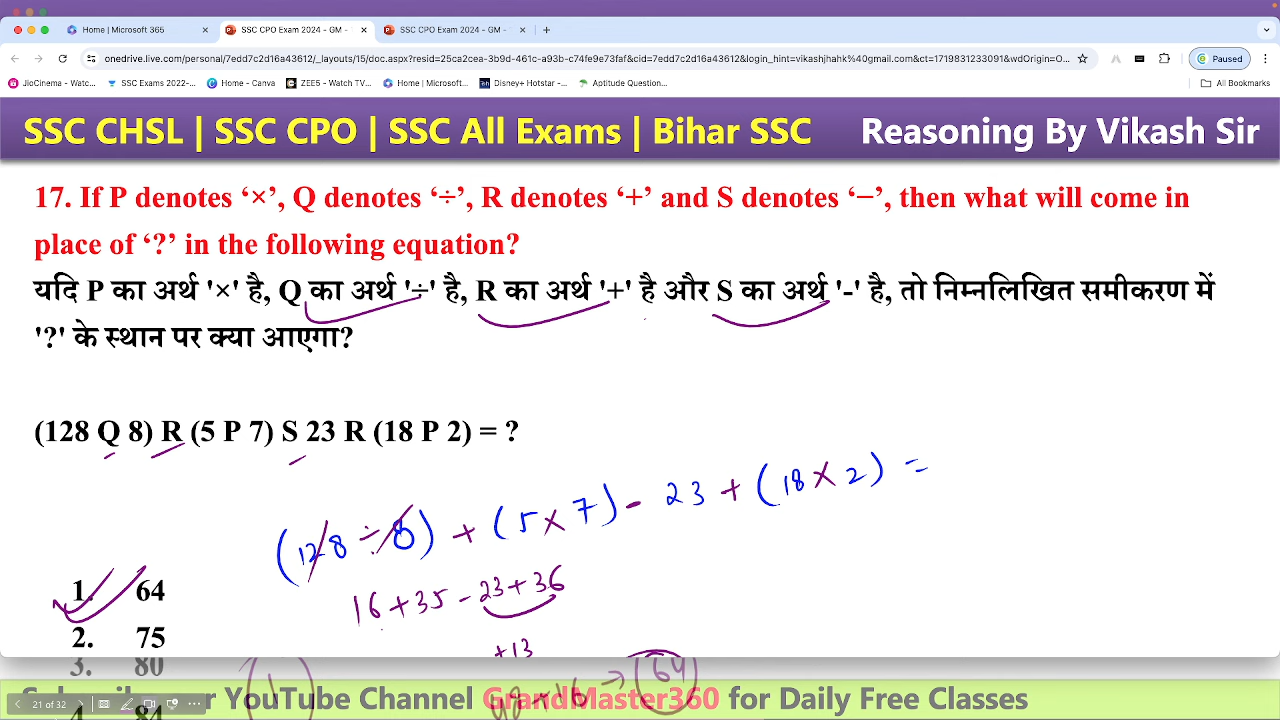 Home | Microsoft 365
SSC CPO Exam 2024 - GM -
SSC CPO Exam 2024 - GM -
onedrive.live.com/personal/7edd7c2d16a43612/_layouts/15/doc.aspx?resid=25ca2cea-3b9d-461c-a93b-c74fe9e73faf&cid=7edd7c2d16a43612&login_hint=vikashjhahk%40gmail.com&ct=1719831233091&wdOrigin=O...
Paused
JioCinema - Watc...
SSC Exams 2022-...
Home - Canva
ZEE5 - Watch TV...
Home | Microsoft...
Disney+ Hotstar -...
Aptitude Question...
All Bookmarks
SSC CHSL | SSC CPO | SSC All Exams | Bihar SSC Reasoning By Vikash Sir
17. If P denotes ‘×’, Q denotes ‘÷’, R denotes ‘+’ and S denotes ‘−’, then what will come in
place of ‘?’ in the following equation?
यदि P का अर्थ '×' है, Q का अर्थ '÷' है, R का अर्थ '+' है और S का अर्थ '-' है, तो निम्नलिखित समीकरण में
'?' के स्थान पर क्या आएगा?
(128 Q 8) R (5 P 7) S 23 R (18 P 2) = ?
(128 ÷ 8) + (5 × 7) - 23 + (18 × 2) =
1. 64
16 + 35 - 23 + 36
2. 75
+13
3. 80
64
4. 84
YouTube Channel GrandMaster360 for Daily Free Classes
21 of 32